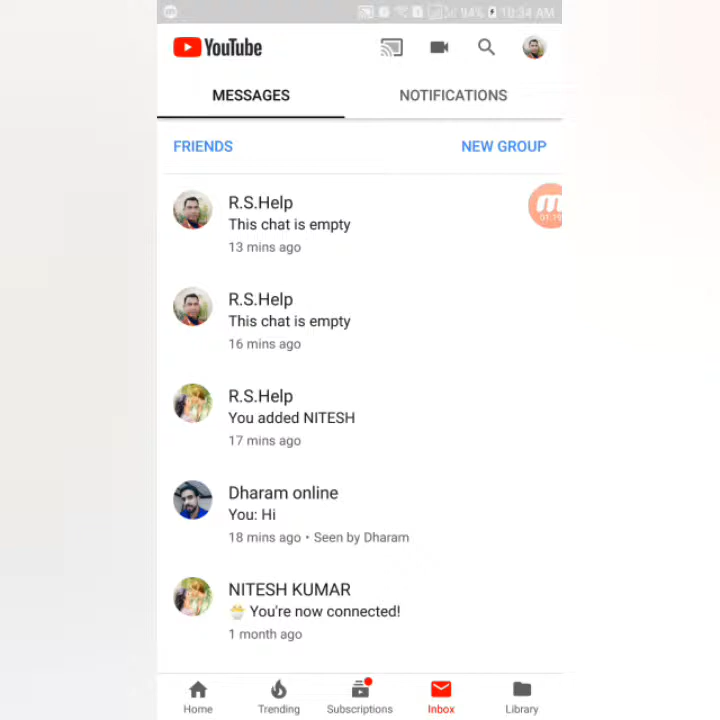 94% 10:34 AM
YouTube
MESSAGES NOTIFICATIONS
FRIENDS NEW GROUP
R.S.Help
This chat is empty
13 mins ago
R.S.Help
This chat is empty
16 mins ago
R.S.Help
You added NITESH
17 mins ago
Dharam online
You: Hi
18 mins ago • Seen by Dharam
NITESH KUMAR
🍿 You're now connected!
1 month ago
Home Trending Subscriptions Inbox Library